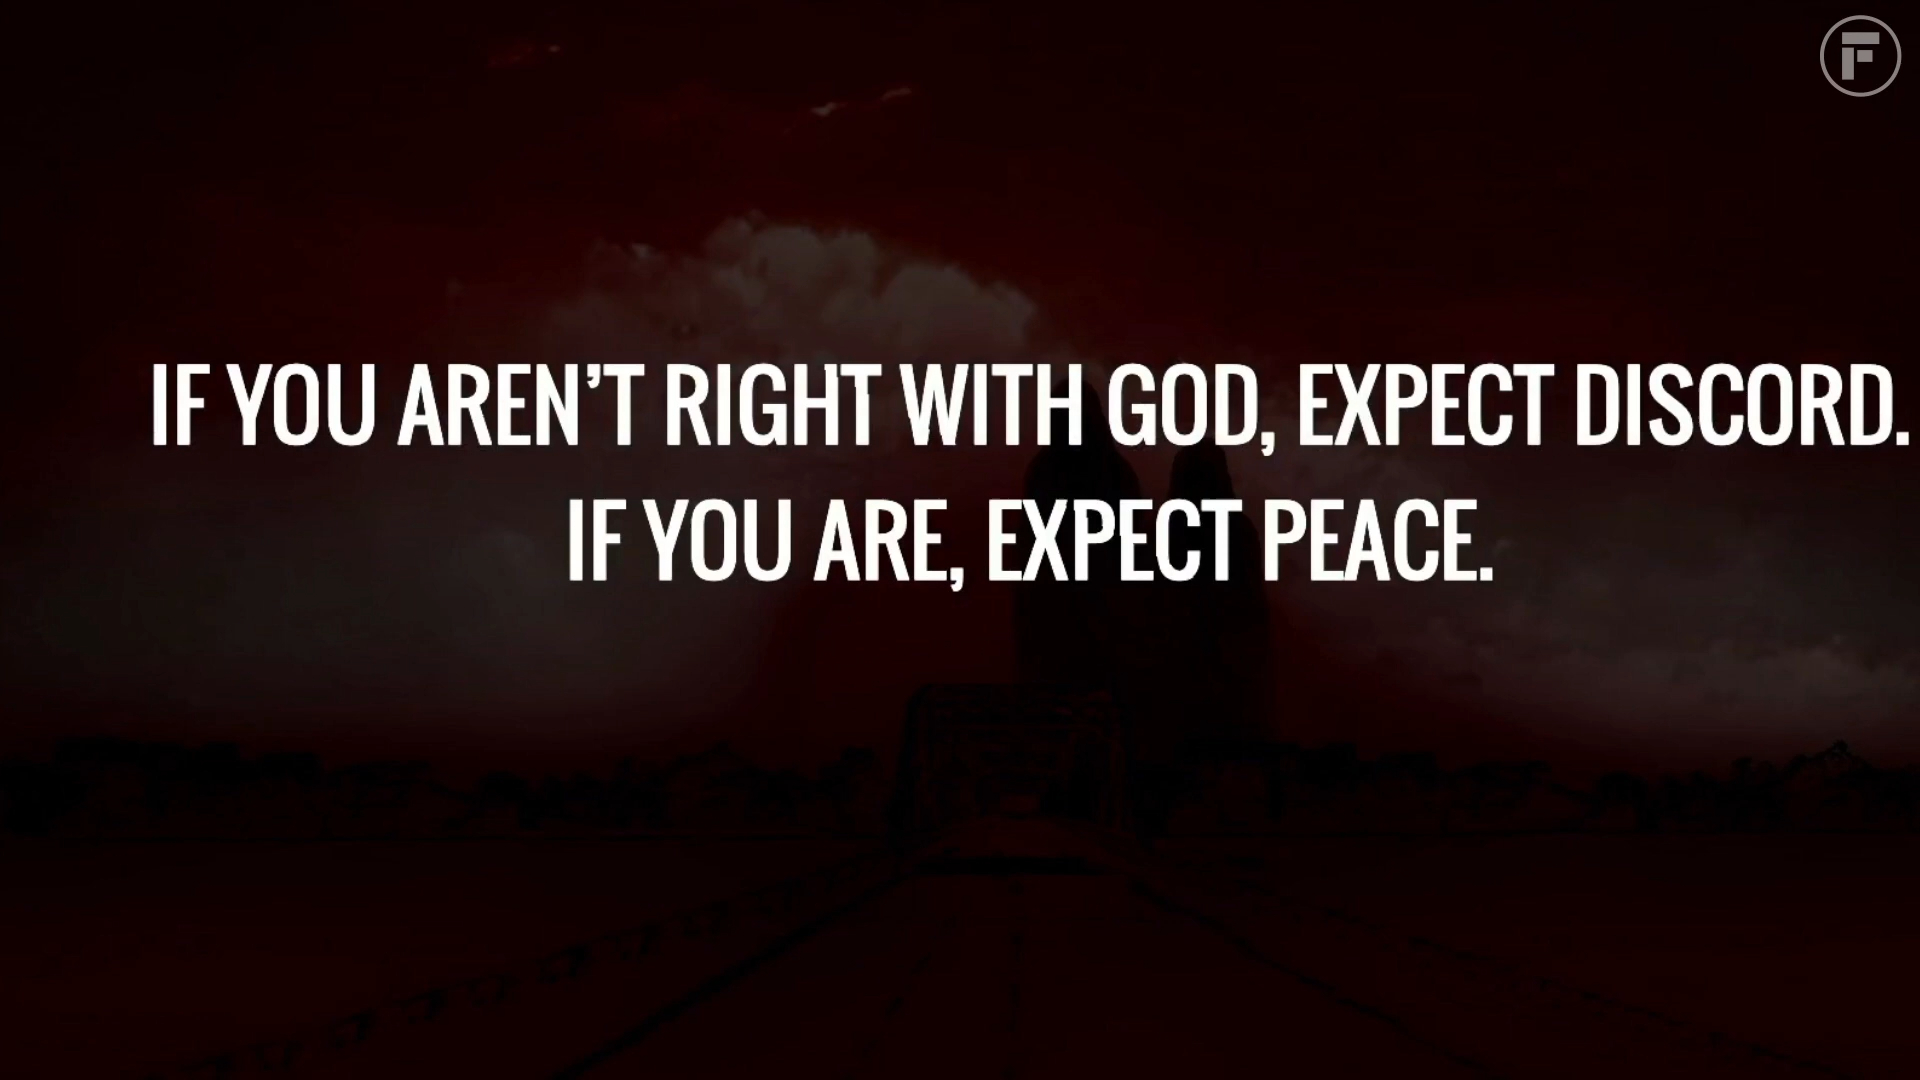 F
IF YOU AREN’T RIGHT WITH GOD, EXPECT DISCORD.
IF YOU ARE, EXPECT PEACE.